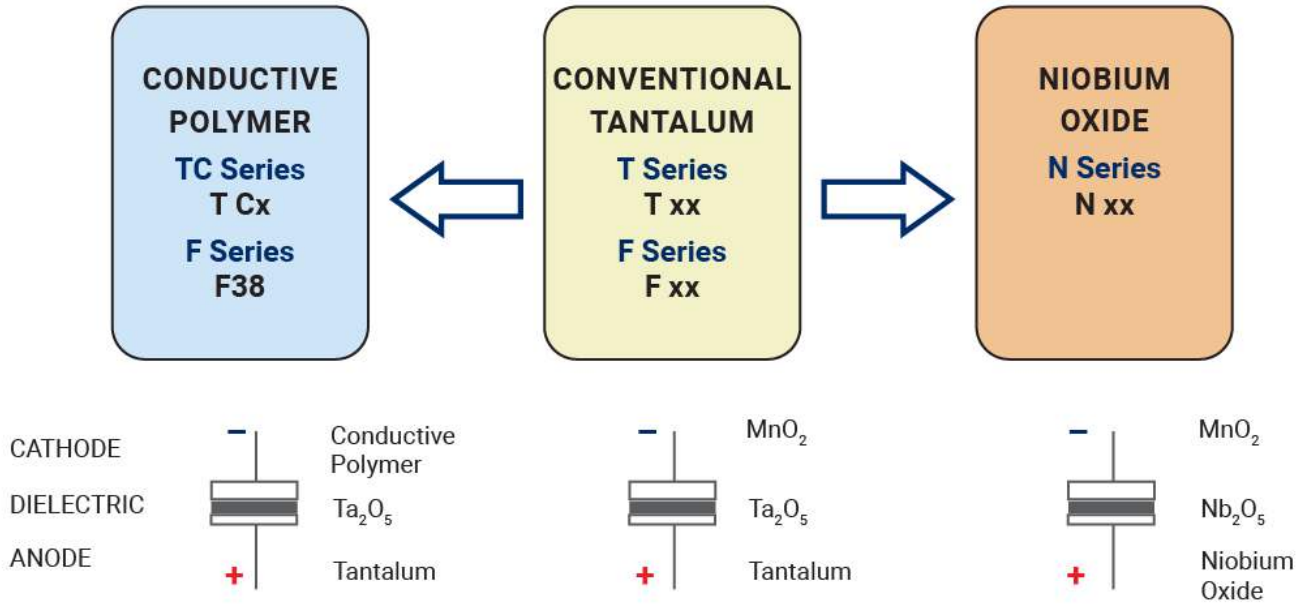 CONDUCTIVE
POLYMER
TC Series
T Cx
F Series
F38
CONVENTIONAL
TANTALUM
T Series
T xx
F Series
F xx
NIOBIUM
OXIDE
N Series
N xx
CATHODE
DIELECTRIC
ANODE
–
Conductive
Polymer
Ta₂O₅
+
Tantalum
–
MnO₂
Ta₂O₅
+
Tantalum
–
MnO₂
Nb₂O₅
+
Niobium
Oxide